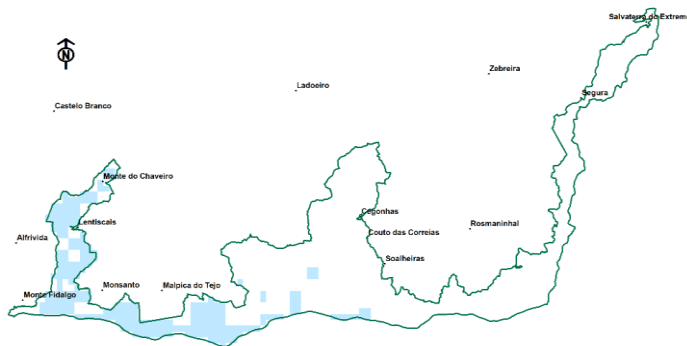 Salvaterra do Extrem
N
Zebreira
Ladoeiro
Segura
Castelo Branco
Monte do Chaveiro
Cegonhas
Lentiscais
Rosmaninhal
Couto das Correias
Alfrivida
Soalheiras
Monsanto
Malpica do Tejo
Monte Fidalgo